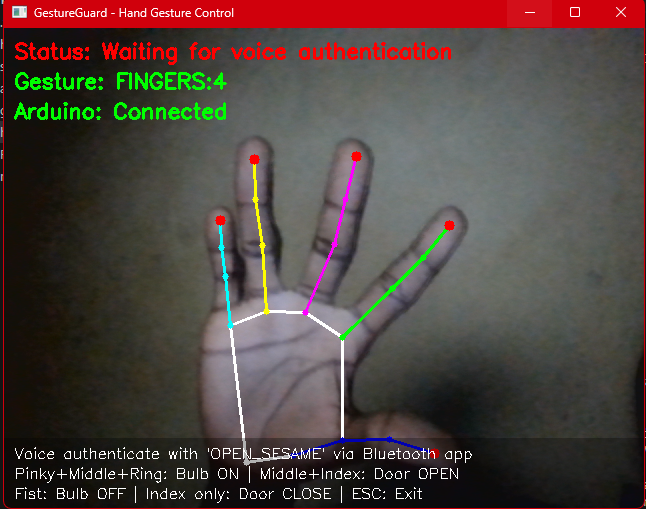 GestureGuard - Hand Gesture Control
Status: Waiting for voice authentication
Gesture: FINGERS:4
Arduino: Connected
Voice authenticate with 'OPEN_SESAME' via Bluetooth app
Pinky+Middle+Ring: Bulb ON | Middle+Index: Door OPEN
Fist: Bulb OFF | Index only: Door CLOSE | ESC: Exit